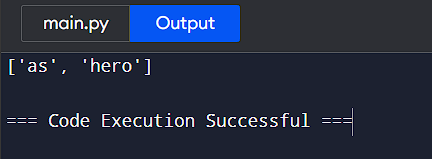 main.py Output
['as', 'hero']
=== Code Execution Successful ===